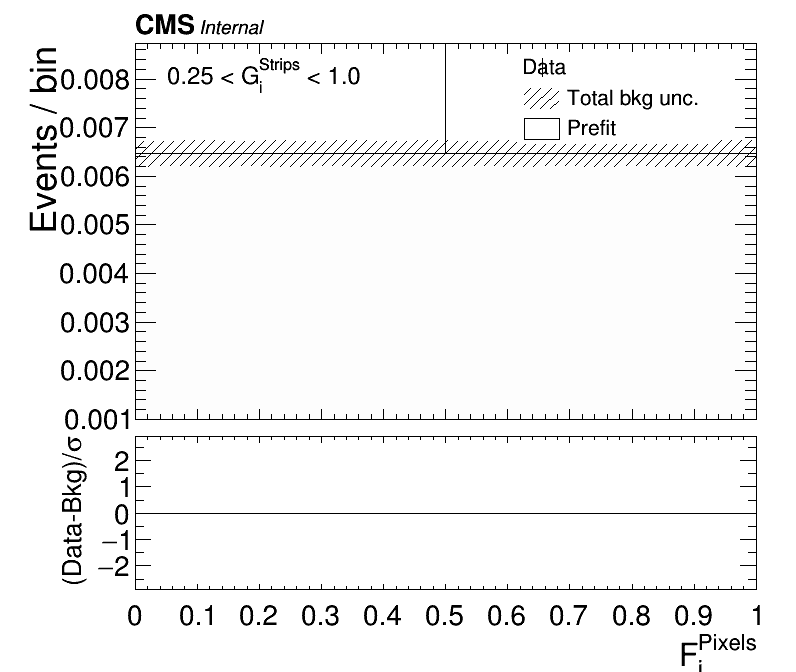 CMS Internal
0.25 < G_i^Strips < 1.0
Data
Total bkg unc.
Prefit
Events / bin
0.008
0.007
0.006
0.005
0.004
0.003
0.002
0.001
(Data-Bkg)/σ
2
1
0
−1
−2
0 0.1 0.2 0.3 0.4 0.5 0.6 0.7 0.8 0.9 1
F_i^Pixels